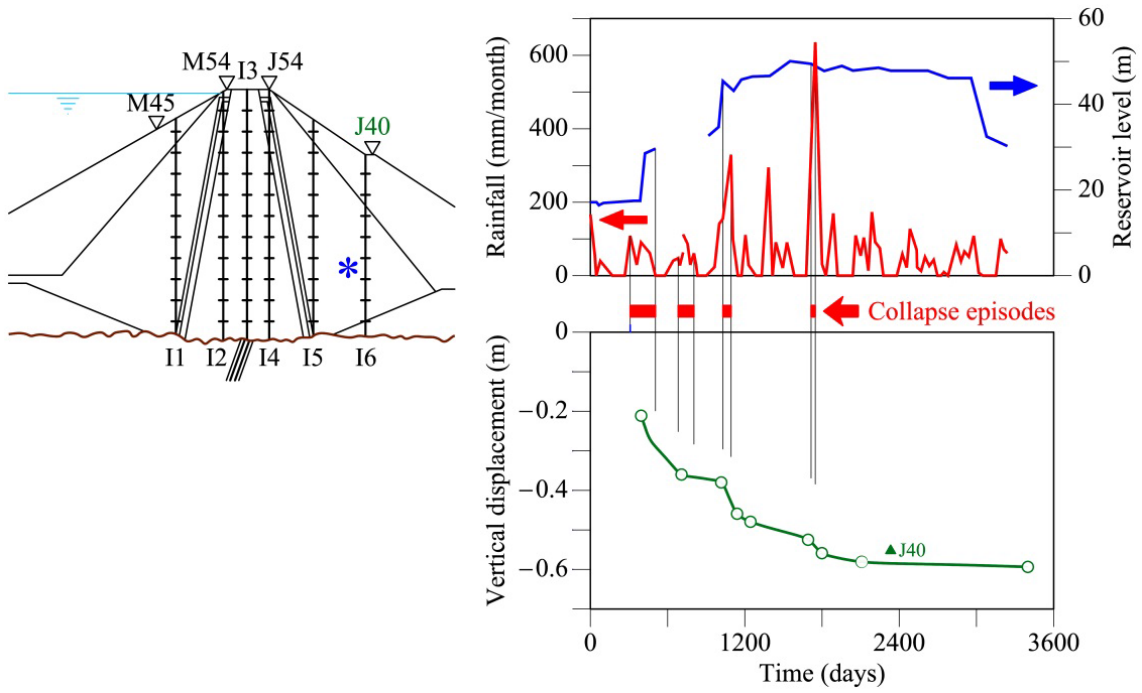 M54 I3 J54
M45
J40
*
I1 I2 I4 I5 I6
Rainfall (mm/month)
600
400
200
0
60
40
20
0
Reservoir level (m)
Collapse episodes
Vertical displacement (m)
0
−0.2
−0.4
−0.6
J40
0 1200 2400 3600
Time (days)